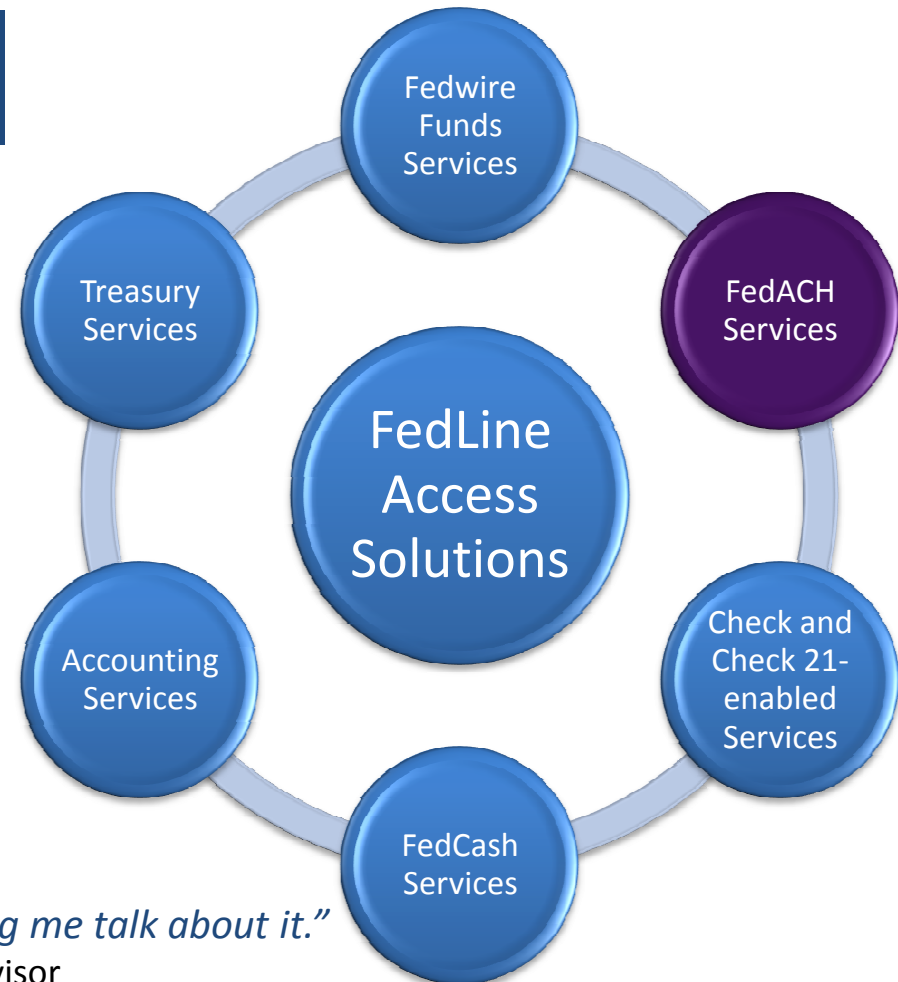 Fedwire
Funds
Services
Treasury
Services
FedACH
Services
FedLine
Access
Solutions
Accounting
Services
Check and
Check 21-
enabled
Services
FedCash
Services
me talk about it.”